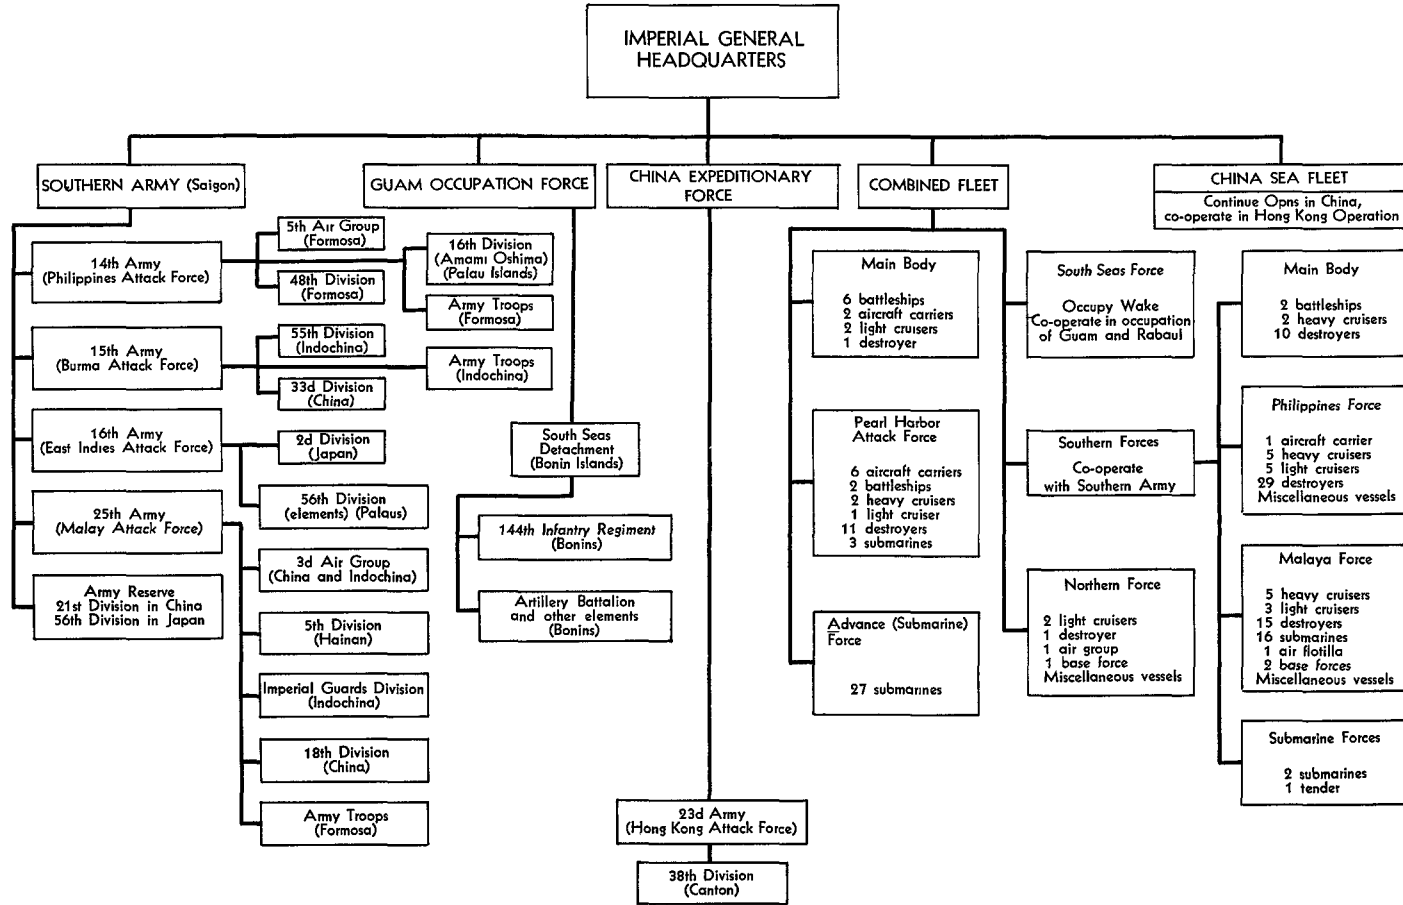 IMPERIAL GENERAL
HEADQUARTERS
SOUTHERN ARMY (Saigon)
GUAM OCCUPATION FORCE
CHINA EXPEDITIONARY
FORCE
COMBINED FLEET
CHINA SEA FLEET
Continue Opns in China,
co-operate in Hong Kong Operation
14th Army
(Philippines Attack Force)
5th Air Group
(Formosa)
48th Division
(Formosa)
16th Division
(Amami Oshima)
(Palau Islands)
Army Troops
(Formosa)
15th Army
(Burma Attack Force)
55th Division
(Indochina)
33d Division
(China)
Army Troops
(Indochina)
16th Army
(East Indies Attack Force)
2d Division
(Japan)
56th Division
(elements) (Palaus)
25th Army
(Malay Attack Force)
3d Air Group
(China and Indochina)
5th Division
(Hainan)
Imperial Guards Division
(Indochina)
18th Division
(China)
Army Troops
(Formosa)
Army Reserve
21st Division in China
56th Division in Japan
South Seas
Detachment
(Bonin Islands)
144th Infantry Regiment
(Bonins)
Artillery Battalion
and other elements
(Bonins)
23d Army
(Hong Kong Attack Force)
38th Division
(Canton)
Main Body
6 battleships
2 aircraft carriers
2 light cruisers
1 destroyer
Pearl Harbor
Attack Force
6 aircraft carriers
2 battleships
2 heavy cruisers
1 light cruiser
11 destroyers
3 submarines
Advance (Submarine)
Force
27 submarines
South Seas Force
Occupy Wake
Co-operate in occupation
of Guam and Rabaul
Southern Forces
Co-operate
with Southern Army
Northern Force
2 light cruisers
1 destroyer
1 air group
1 base force
Miscellaneous vessels
Main Body
2 battleships
2 heavy cruisers
10 destroyers
Philippines Force
1 aircraft carrier
5 heavy cruisers
5 light cruisers
29 destroyers
Miscellaneous vessels
Malaya Force
5 heavy cruisers
3 light cruisers
15 destroyers
16 submarines
1 air flotilla
2 base forces
Miscellaneous vessels
Submarine Forces
2 submarines
1 tender